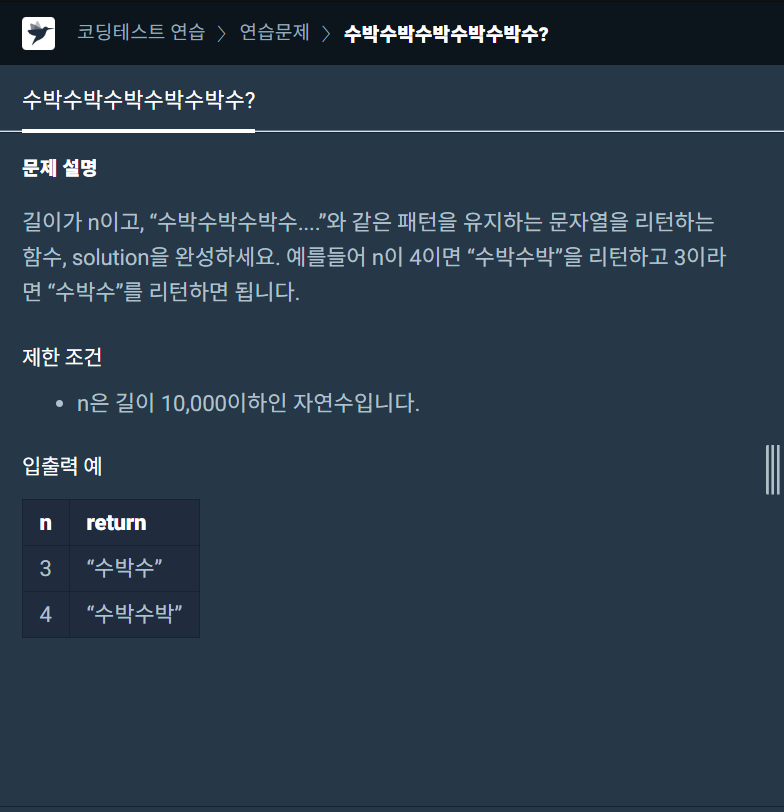 코딩테스트 연습 > 연습문제 > 수박수박수박수박수박수?
수박수박수박수박수박수?
문제 설명
길이가 n이고, “수박수박수박수....”와 같은 패턴을 유지하는 문자열을 리턴하는
함수, solution을 완성하세요. 예를들어 n이 4이면 “수박수박”을 리턴하고 3이라
면 “수박수”를 리턴하면 됩니다.
제한 조건
• n은 길이 10,000이하인 자연수입니다.
입출력 예
n return
3 “수박수”
4 “수박수박”